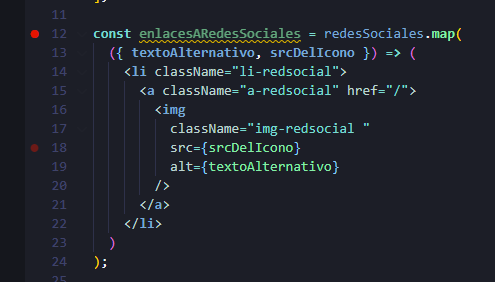 11 ];
12 const enlacesARedesSociales = redesSociales.map(
13 ({ textoAlternativo, srcDelIcono }) => (
14 <li className="li-redsocial">
15 <a className="a-redsocial" href="/">
16 <img
17 className="img-redsocial "
18 src={srcDelIcono}
19 alt={textoAlternativo}
20 />
21 </a>
22 </li>
23 )
24 );
25